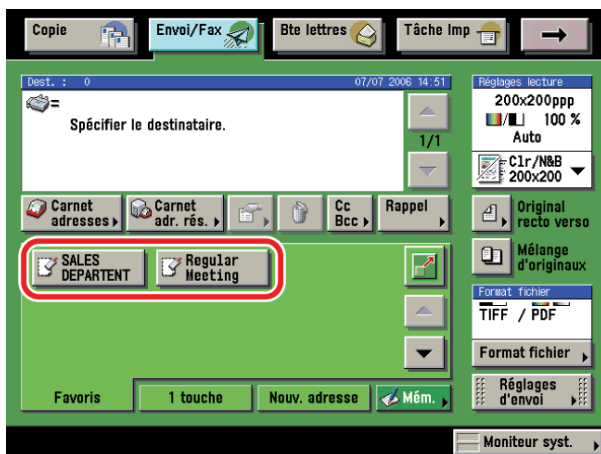 Copie
Envoi/Fax
Bte lettres
Tâche Imp
Dest. : 0
07/07 2006 14:51
Spécifier le destinataire.
1/1
Carnet
adresses
Carnet
adr. rés.
Cc
Bcc
Rappel
SALES
DEPARTENT
Regular
Meeting
Favoris
1 touche
Nouv. adresse
Mém.
Réglages lecture
200x200ppp
100 %
Auto
Clr/N&B
200x200
Original
recto verso
Mélange
d'originaux
Format fichier
TIFF / PDF
Format fichier
Réglages
d'envoi
Moniteur syst.